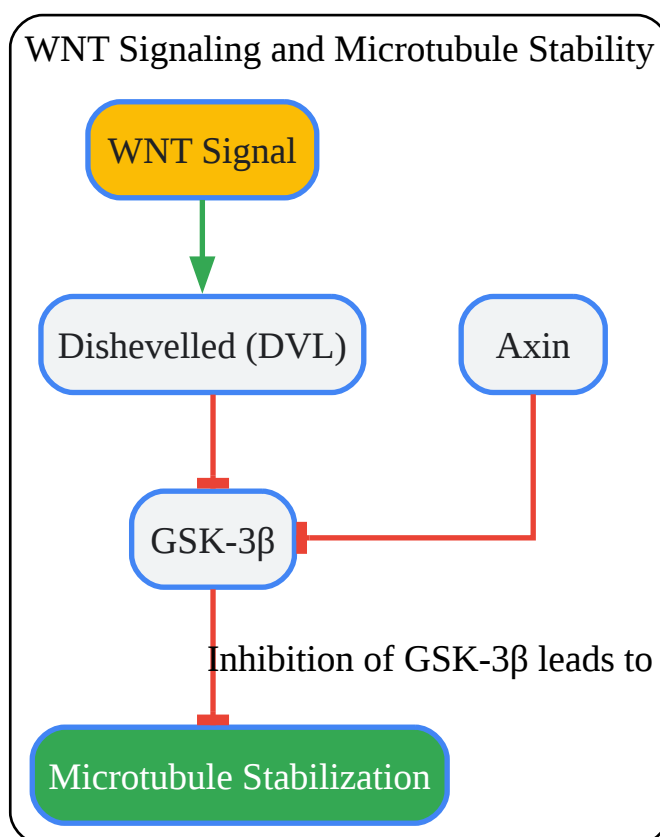 WNT Signaling and Microtubule Stability
WNT Signal
Dishevelled (DVL)
Axin
GSK-3β
Inhibition of GSK-3β leads to
Microtubule Stabilization